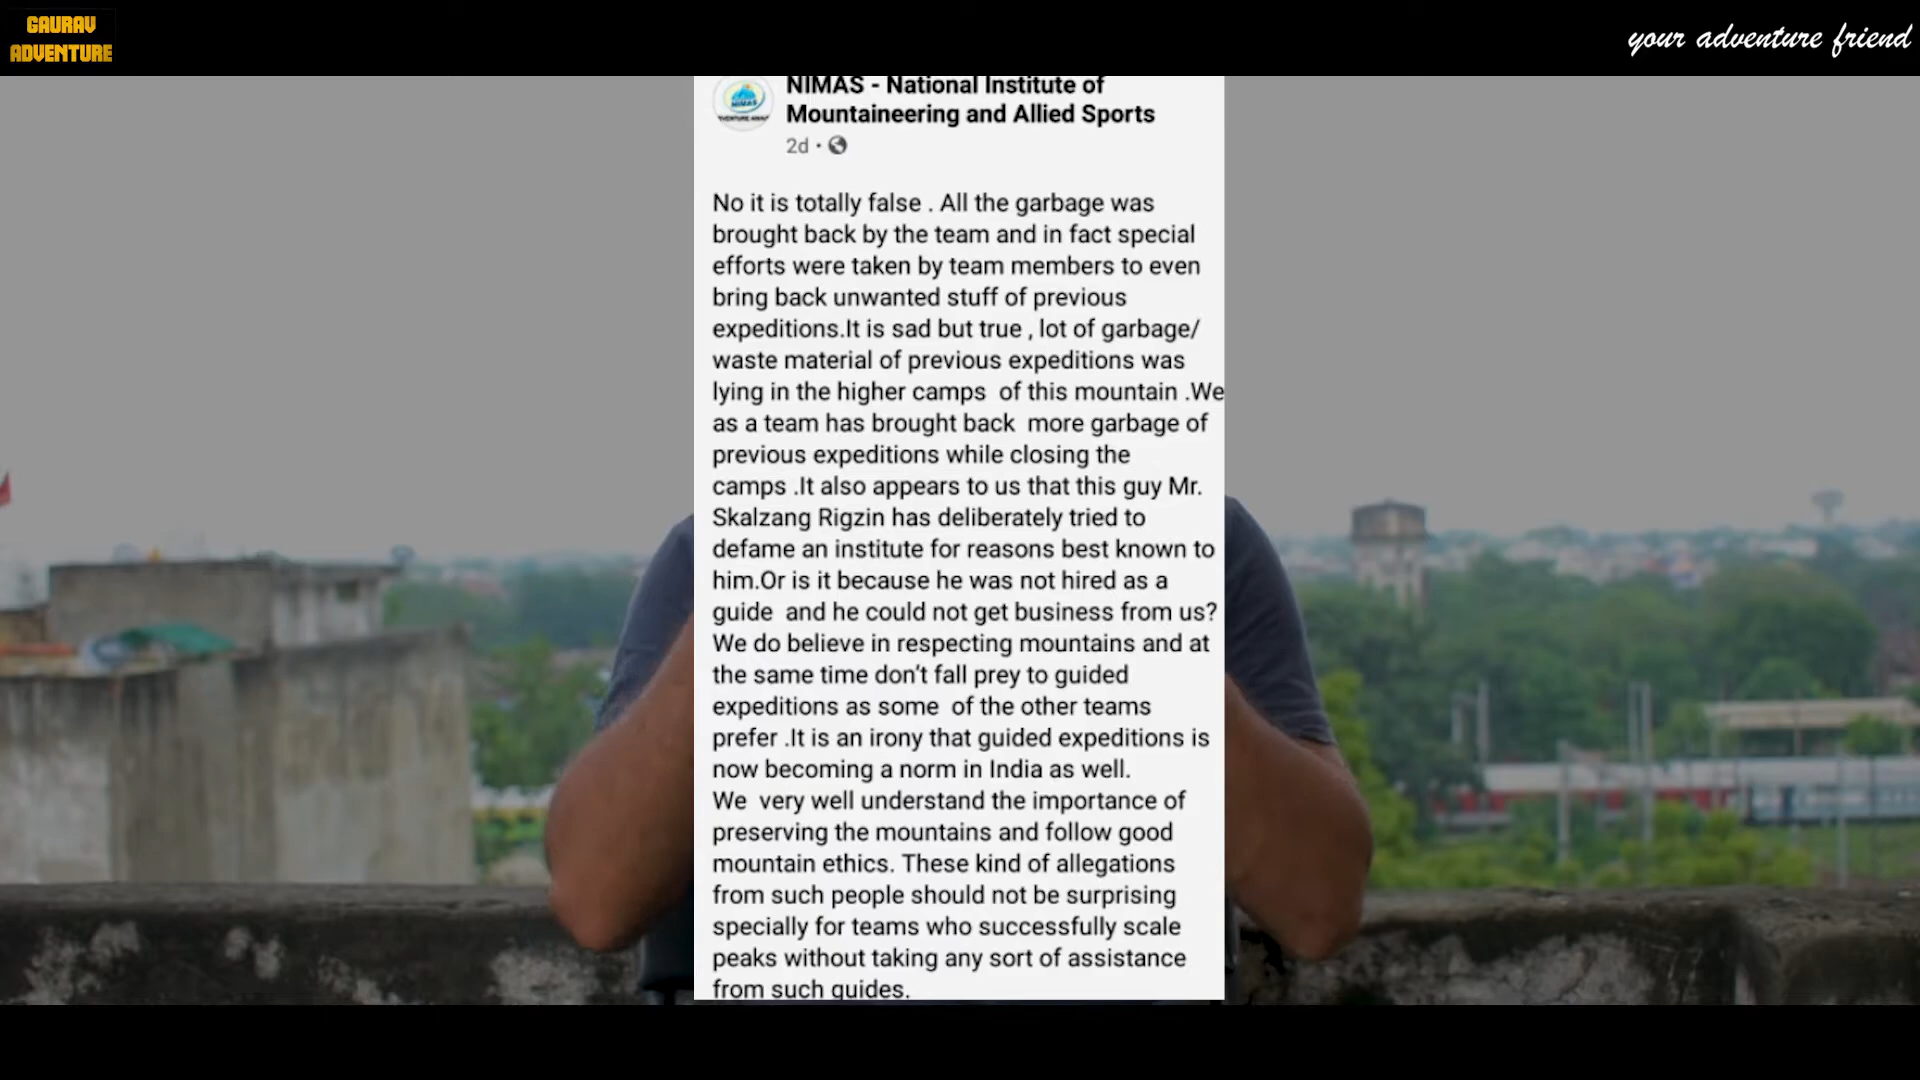 GAURAV
ADVENTURE
your adventure friend
NIMAS - National Institute of
Mountaineering and Allied Sports
2d •
NIMAS
No it is totally false . All the garbage was
brought back by the team and in fact special
efforts were taken by team members to even
bring back unwanted stuff of previous
expeditions.It is sad but true , lot of garbage/
waste material of previous expeditions was
lying in the higher camps  of this mountain .We
as a team has brought back  more garbage of
previous expeditions while closing the
camps .It also appears to us that this guy Mr.
Skalzang Rigzin has deliberately tried to
defame an institute for reasons best known to
him.Or is it because he was not hired as a
guide  and he could not get business from us?
We do believe in respecting mountains and at
the same time don't fall prey to guided
expeditions as some  of the other teams
prefer .It is an irony that guided expeditions is
now becoming a norm in India as well.
We  very well understand the importance of
preserving the mountains and follow good
mountain ethics. These kind of allegations
from such people should not be surprising
specially for teams who successfully scale
peaks without taking any sort of assistance
from such guides.